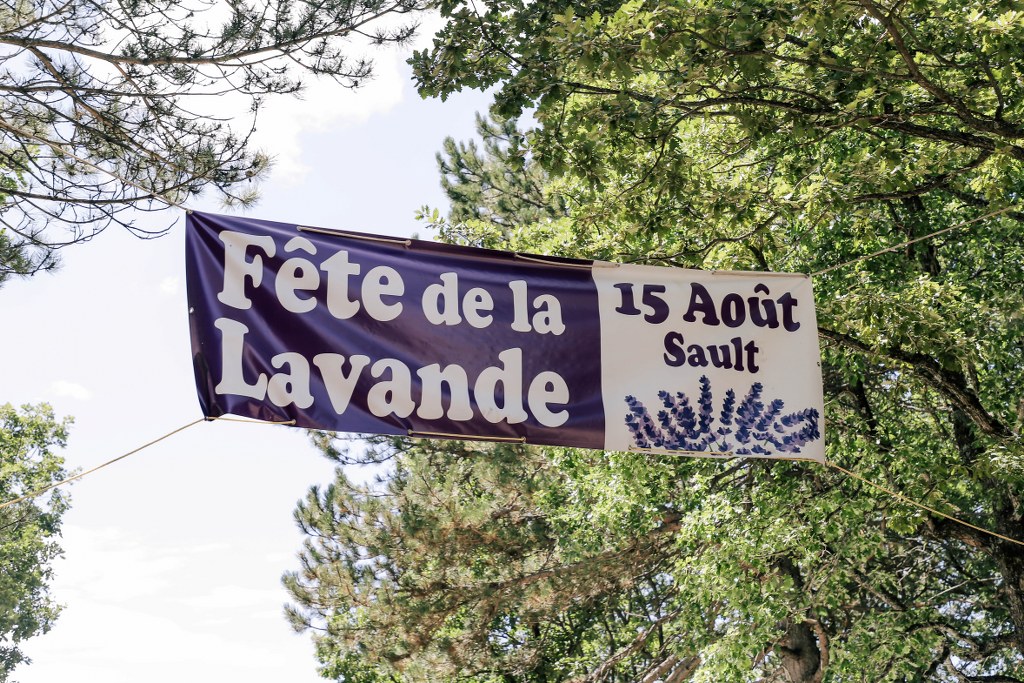 Fête de la
Lavande
15 Août
Sault